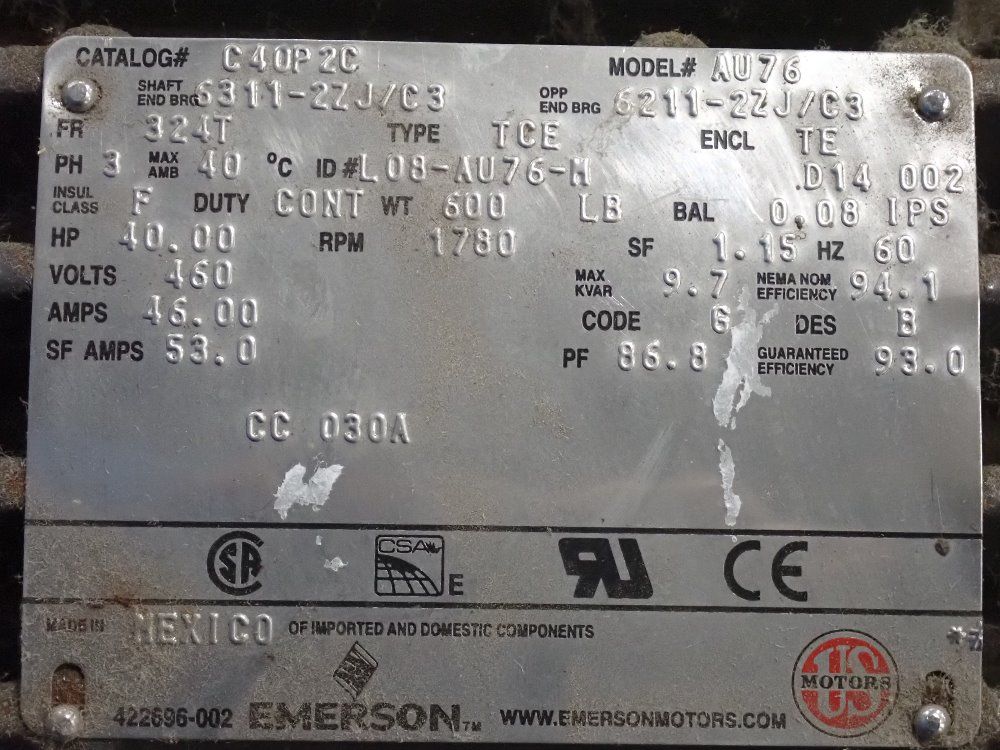 CATALOG# C40P2C MODEL# AU76
SHAFT END BRG 6311-2ZJ/C3 OPP END BRG 6211-2ZJ/C3
FR 324T TYPE TCE ENCL TE
PH 3 MAX AMB 40 °C ID# L08-AU76-M D14 002
INSUL CLASS F DUTY CONT WT 600 LB BAL 0.08 IPS
HP 40.00 RPM 1780 SF 1.15 HZ 60
VOLTS 460 MAX KVAR 9.7 NEMA NOM EFFICIENCY 94.1
AMPS 46.00 CODE G DES B
SF AMPS 53.0 PF 86.8 GUARANTEED EFFICIENCY 93.0
CC 030A
CSA E CE
MADE IN MEXICO OF IMPORTED AND DOMESTIC COMPONENTS
422696-002 EMERSON™ WWW.EMERSONMOTORS.COM
US MOTORS